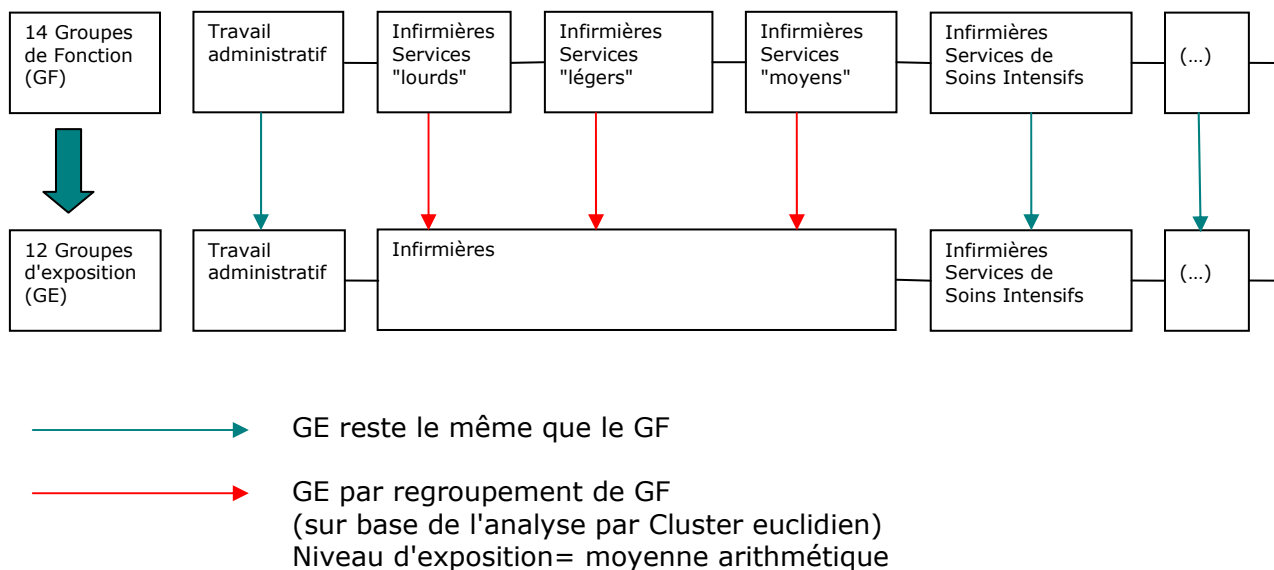 14 Groupes
de Fonction
(GF)
Travail
administratif
Infirmières
Services
"lourds"
Infirmières
Services
"légers"
Infirmières
Services
"moyens"
Infirmières
Services de
Soins Intensifs
(...)
12 Groupes
d'exposition
(GE)
Travail
administratif
Infirmières
Infirmières
Services de
Soins Intensifs
(...)
GE reste le même que le GF
GE par regroupement de GF
(sur base de l'analyse par Cluster euclidien)
Niveau d'exposition= moyenne arithmétique